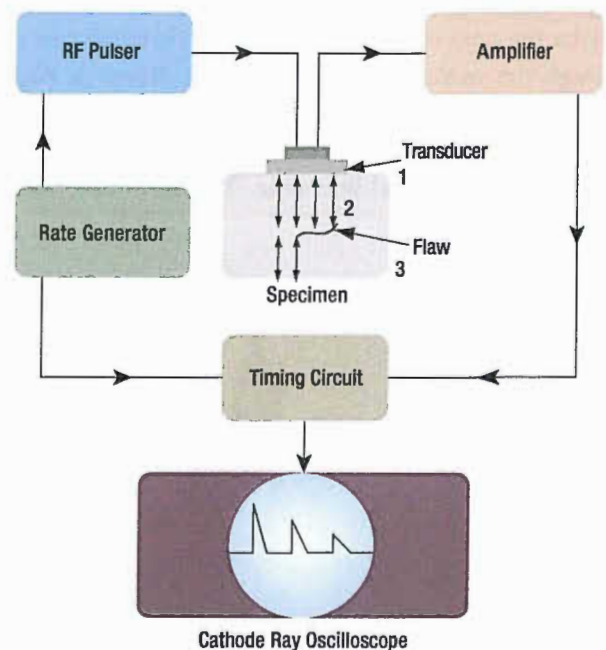 RF Pulser
Amplifier
Transducer
1
2
Rate Generator
Flaw
3
Specimen
Timing Circuit
Cathode Ray Oscilloscope